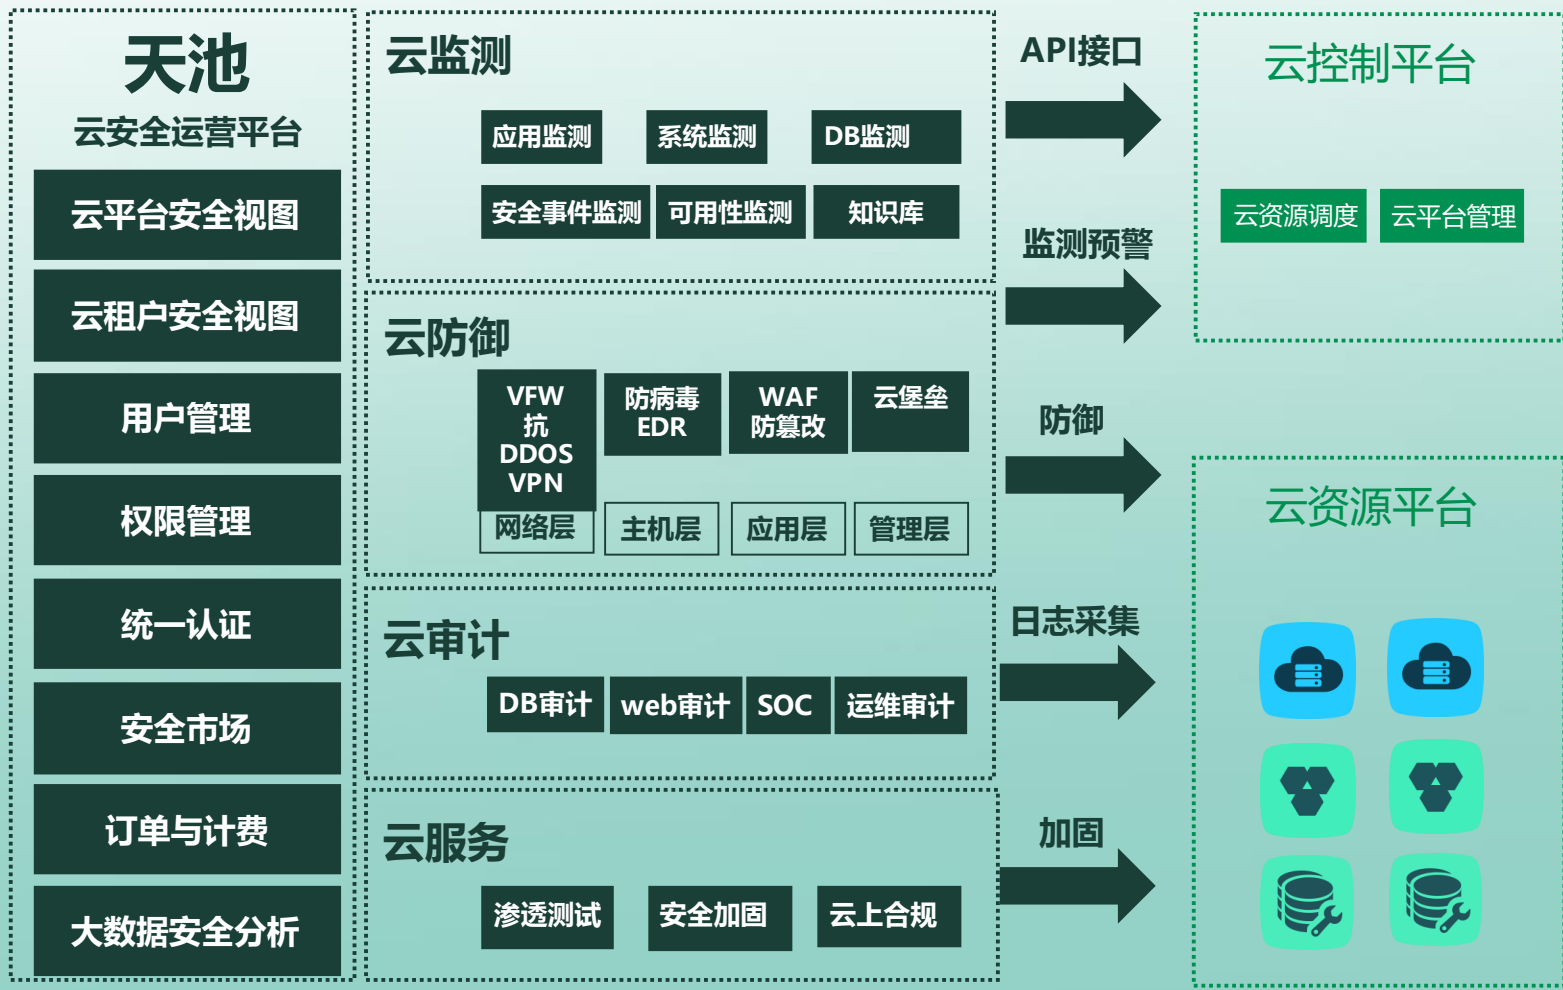 天池
云安全运营平台
云平台安全视图
云租户安全视图
用户管理
权限管理
统一认证
安全市场
订单与计费
大数据安全分析
云监测
应用监测
系统监测
DB监测
安全事件监测
可用性监测
知识库
云防御
VFW
抗
DDOS
VPN
防病毒
EDR
WAF
防篡改
云堡垒
网络层
主机层
应用层
管理层
云审计
DB审计
web审计
SOC
运维审计
云服务
渗透测试
安全加固
云上合规
API接口
监测预警
防御
日志采集
加固
云控制平台
云资源调度
云平台管理
云资源平台